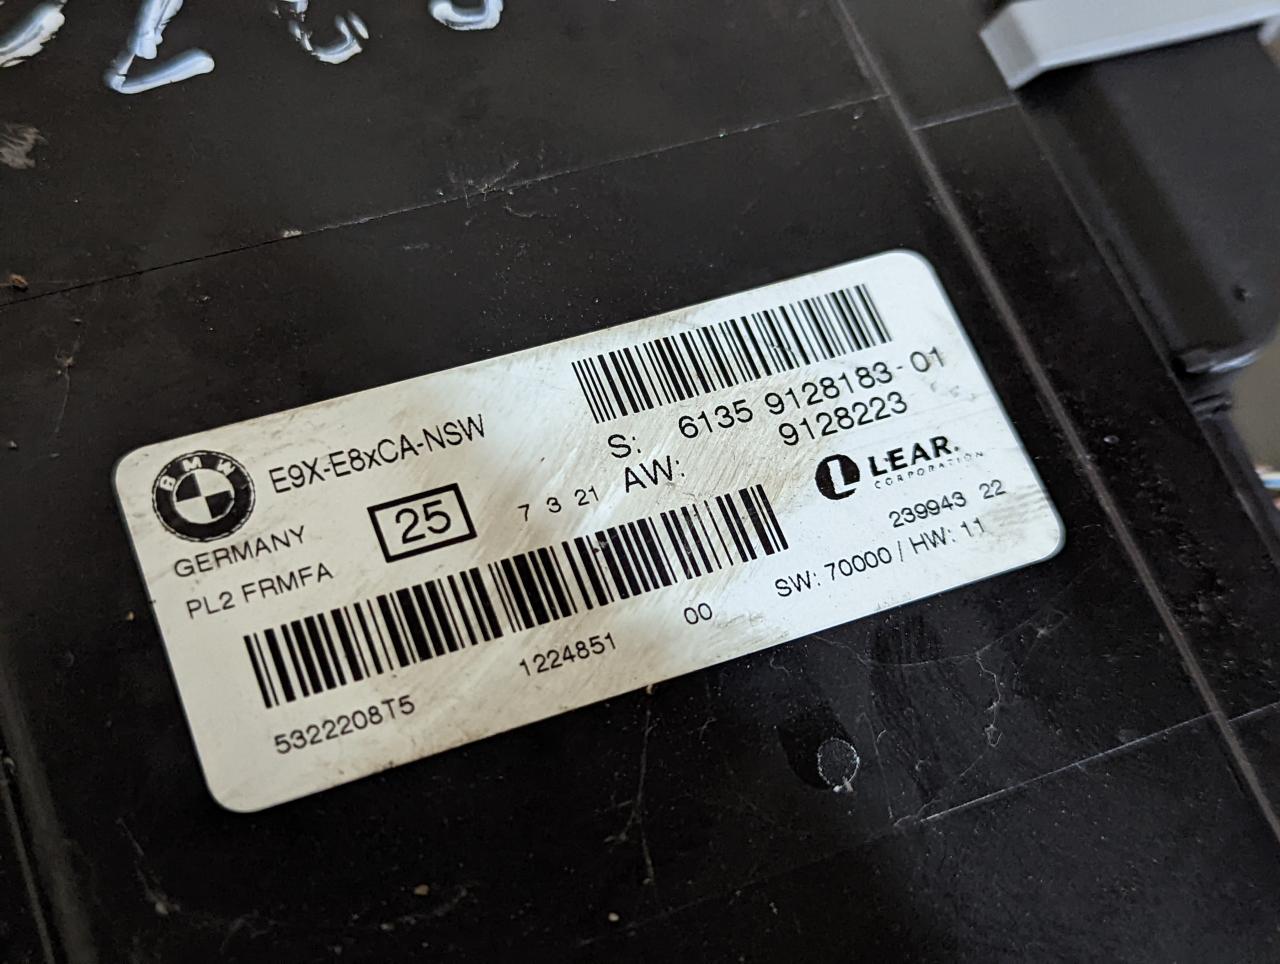 BMW
E9X-E8xCA-NSW
GERMANY
25
7 3 21
PL2 FRMFA
S: 6135 9128183-01
AW: 9128223
LEAR.
CORPORATION
239943 22
SW: 70000 / HW: 11
5322208T5
1224851
00